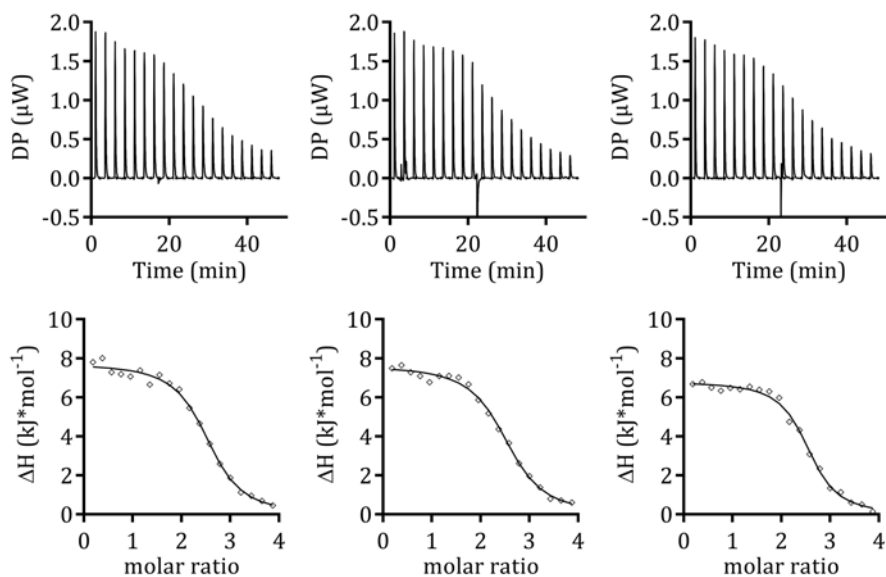 DP (µW)
2.0
1.5
1.0
0.5
0.0
-0.5
0 20 40
Time (min)
DP (µW)
2.0
1.5
1.0
0.5
0.0
-0.5
0 20 40
Time (min)
DP (µW)
2.0
1.5
1.0
0.5
0.0
-0.5
0 20 40
Time (min)
ΔH (kJ*mol⁻¹)
10
8
6
4
2
0
0 1 2 3 4
molar ratio
ΔH (kJ*mol⁻¹)
10
8
6
4
2
0
0 1 2 3 4
molar ratio
ΔH (kJ*mol⁻¹)
10
8
6
4
2
0
0 1 2 3 4
molar ratio